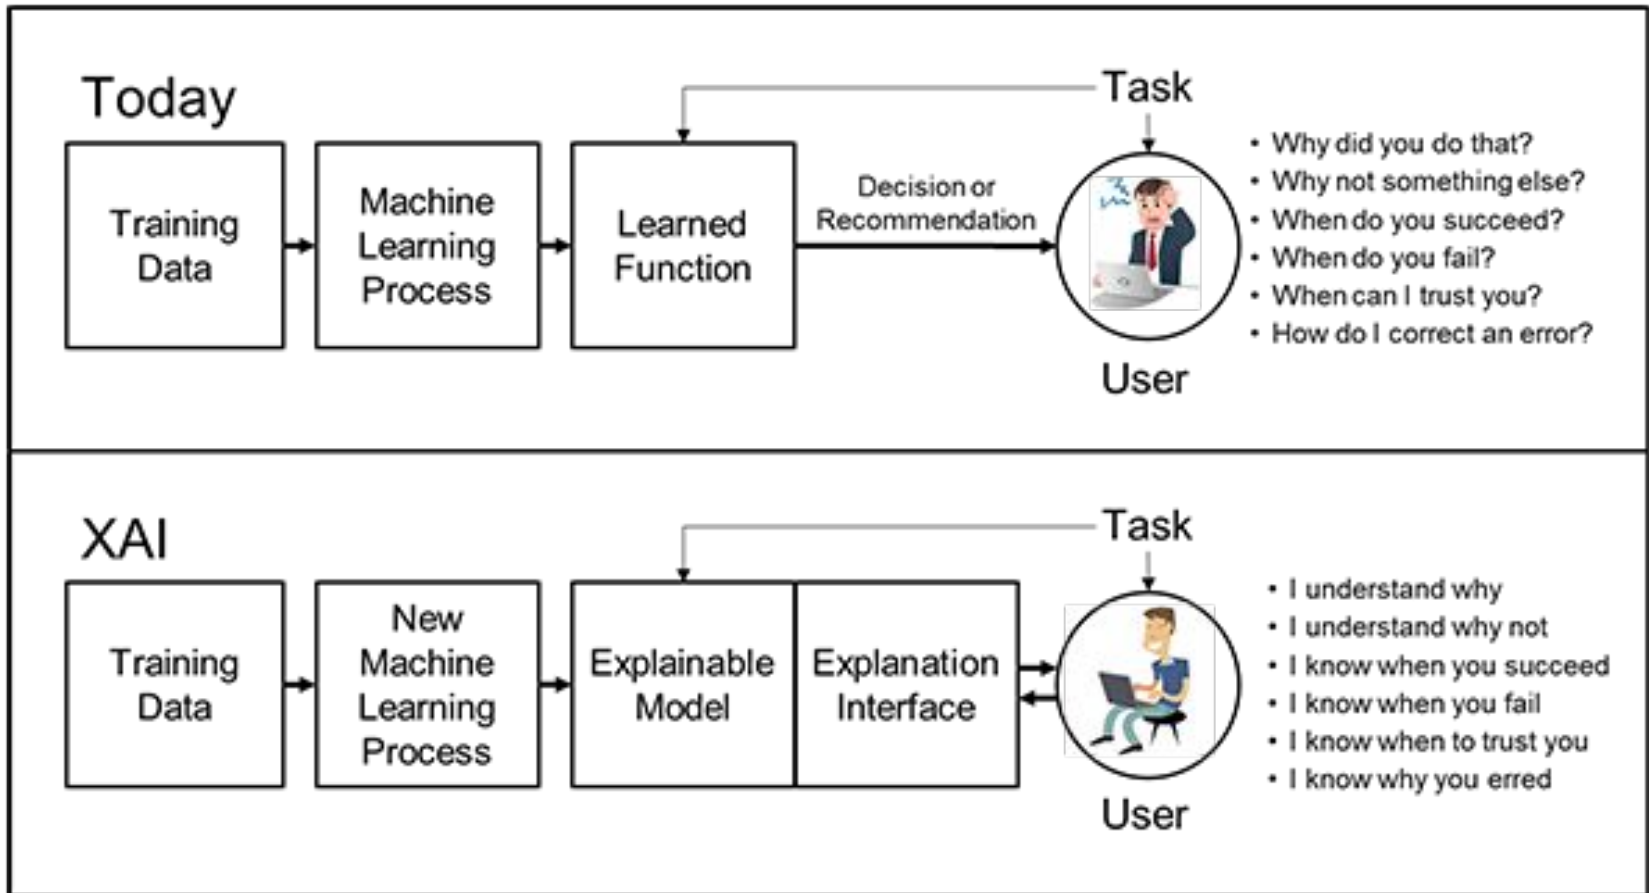 Today
Task
Training
Data
Machine
Learning
Process
Learned
Function
Decision or
Recommendation
User
• Why did you do that?
• Why not something else?
• When do you succeed?
• When do you fail?
• When can I trust you?
• How do I correct an error?
XAI
Task
Training
Data
New
Machine
Learning
Process
Explainable
Model
Explanation
Interface
User
• I understand why
• I understand why not
• I know when you succeed
• I know when you fail
• I know when to trust you
• I know why you erred